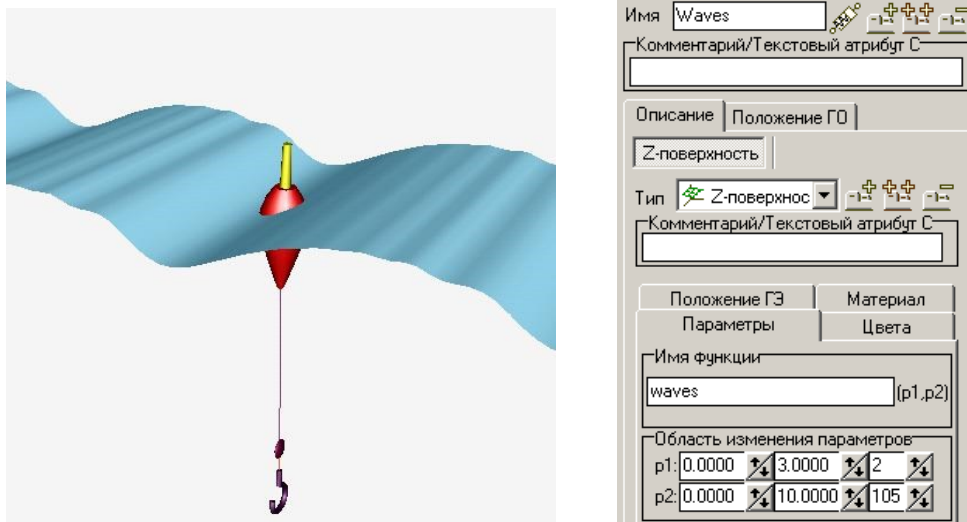 Имя Waves
Комментарий/Текстовый атрибут C
Описание Положение ГО
Z-поверхность
Тип Z-поверхнос
Комментарий/Текстовый атрибут C
Положение ГЭ Материал
Параметры Цвета
Имя функции
waves (p1,p2)
Область изменения параметров
p1: 0.0000 3.0000 2
p2: 0.0000 10.0000 105